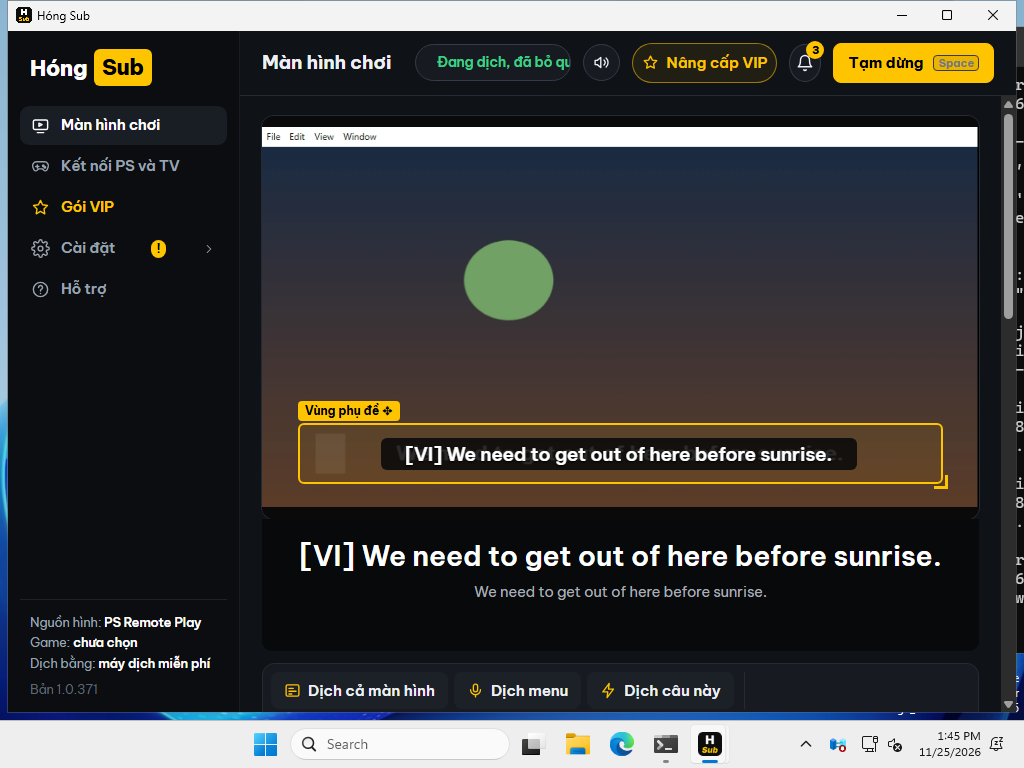 Hóng Sub
Hóng Sub
Màn hình chơi
Kết nối PS và TV
Gói VIP
Cài đặt !
Hỗ trợ
Nguồn hình: PS Remote Play
Game: chưa chọn
Dịch bằng: máy dịch miễn phí
Bản 1.0.371
Màn hình chơi
Đang dịch, đã bỏ qu
Nâng cấp VIP
3
Tạm dừng Space
File Edit View Window
Vùng phụ đề
[VI] We need to get out of here before sunrise.
[VI] We need to get out of here before sunrise.
We need to get out of here before sunrise.
Dịch cả màn hình
Dịch menu
Dịch câu này
Search
H
Sub
1:45 PM
11/25/2026